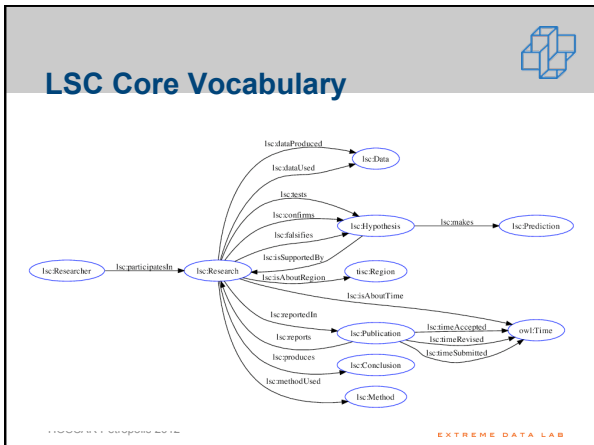 LSC Core Vocabulary
lsc:dataProduced
lsc:Data
lsc:dataUsed
lsc:tests
lsc:confirms
lsc:Hypothesis
lsc:makes
lsc:Prediction
lsc:falsifies
lsc:isSupportedBy
lsc:Researcher
lsc:participatesIn
lsc:Research
lsc:isAboutRegion
tisc:Region
lsc:isAboutTime
lsc:reportedIn
lsc:Publication
lsc:timeAccepted
lsc:timeRevised
lsc:timeSubmitted
owl:Time
lsc:reports
lsc:produces
lsc:Conclusion
lsc:methodUsed
lsc:Method
EXTREME DATA LAB